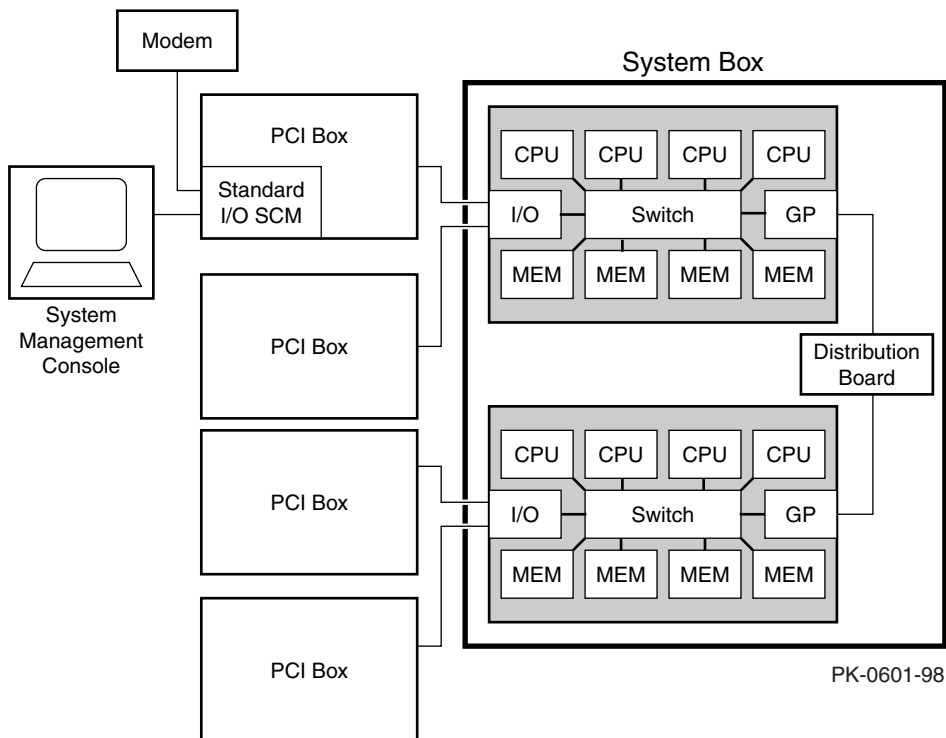 Modem
System Box
PCI Box
Standard
I/O SCM
System
Management
Console
CPU CPU CPU CPU
I/O Switch GP
MEM MEM MEM MEM
PCI Box
Distribution
Board
PCI Box
CPU CPU CPU CPU
I/O Switch GP
MEM MEM MEM MEM
PCI Box
PK-0601-98